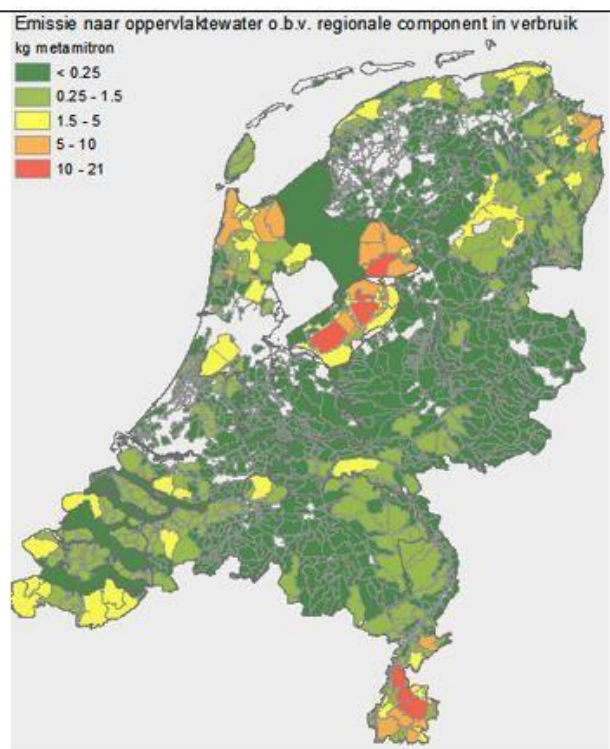 Emissie naar oppervlaktewater o.b.v. regionale component in verbruik
kg metamitron
< 0.25
0.25 - 1.5
1.5 - 5
5 - 10
10 - 21